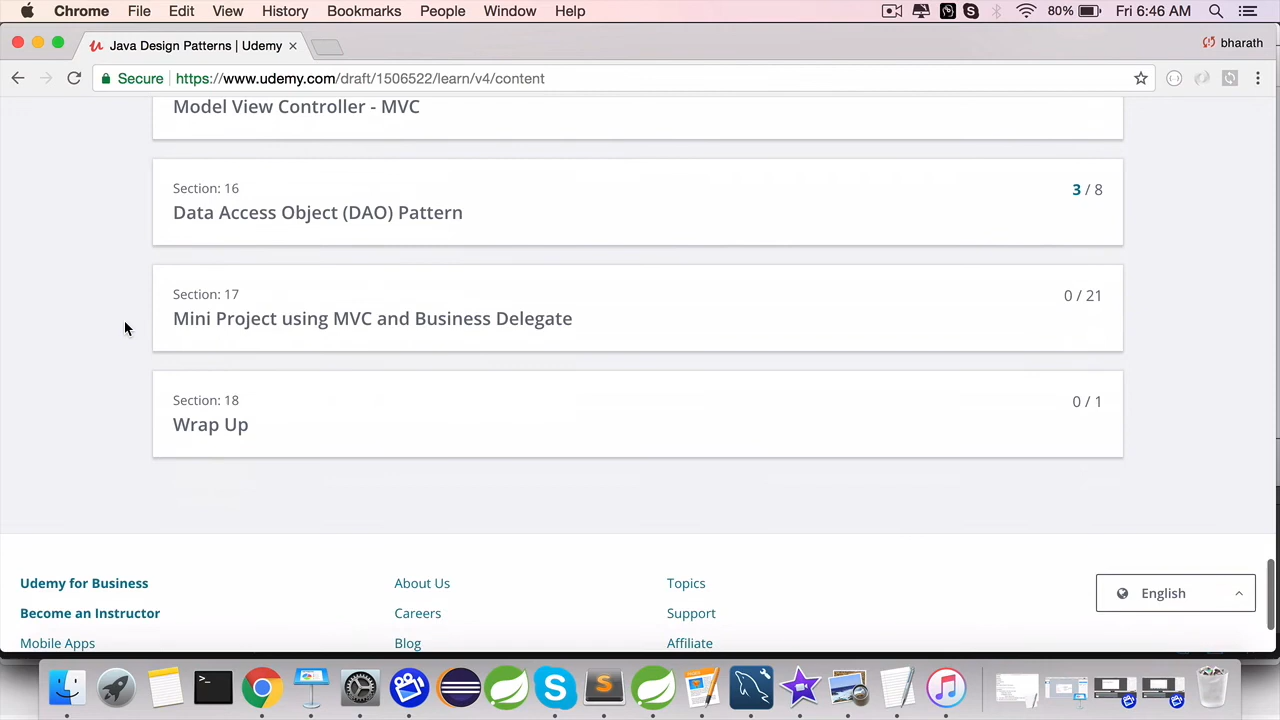 Chrome File Edit View History Bookmarks People Window Help 80% Fri 6:46 AM
Java Design Patterns | Udemy bharath
Secure https://www.udemy.com/draft/1506522/learn/v4/content
Model View Controller - MVC
Section: 16
3 / 8
Data Access Object (DAO) Pattern
Section: 17
0 / 21
Mini Project using MVC and Business Delegate
Section: 18
0 / 1
Wrap Up
Udemy for Business About Us Topics
English
Become an Instructor Careers Support
Mobile Apps Blog Affiliate